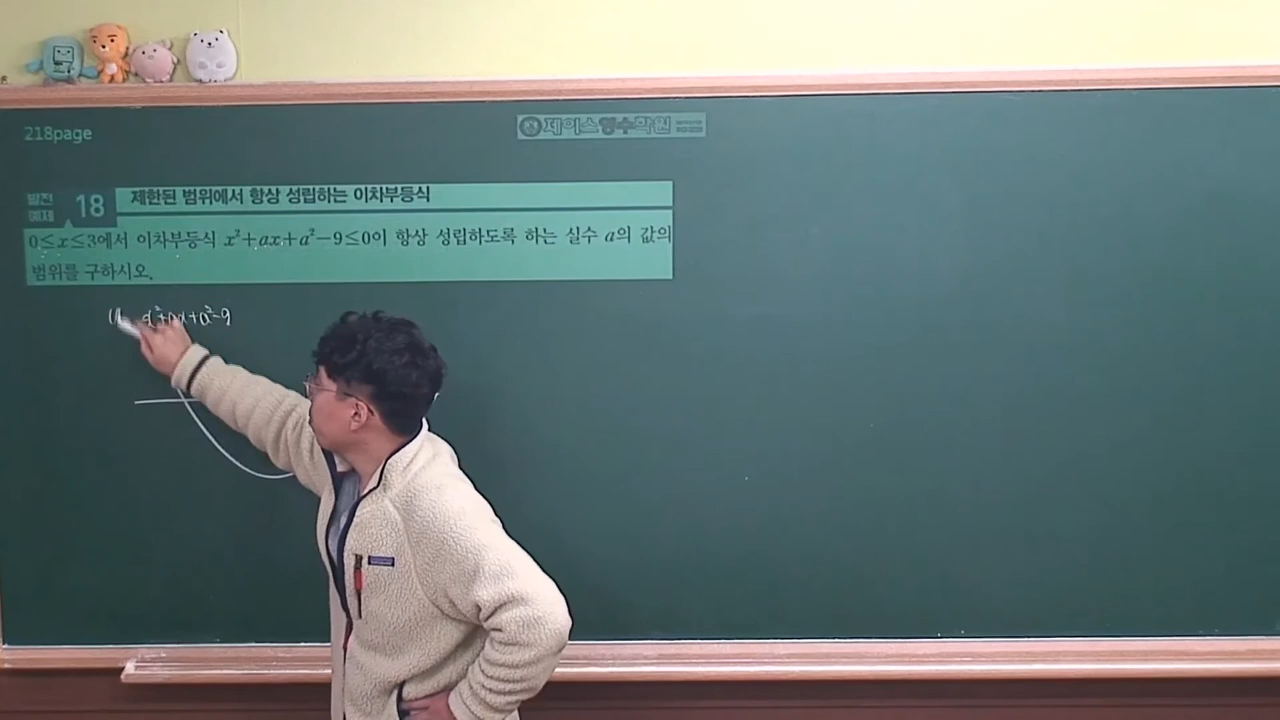 218page
제이스영수학원
발전
예제
18
제한된 범위에서 항상 성립하는 이차부등식
0≤x≤3에서 이차부등식 x²+ax+a²-9≤0이 항상 성립하도록 하는 실수 a의 값의
범위를 구하시오.
x²+ax+a²-9